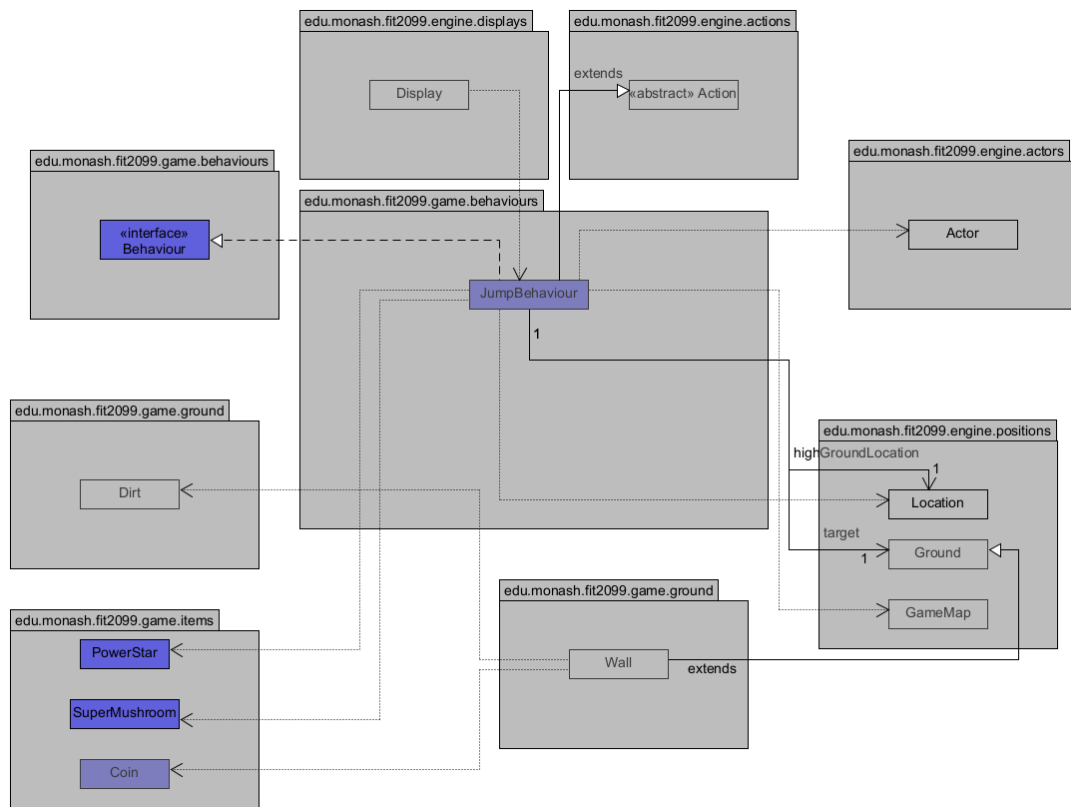 edu.monash.fit2099.engine.displays
edu.monash.fit2099.engine.actions
Display
extends
«abstract» Action
edu.monash.fit2099.game.behaviours
«interface»
Behaviour
edu.monash.fit2099.game.behaviours
JumpBehaviour
1
edu.monash.fit2099.engine.actors
Actor
edu.monash.fit2099.game.ground
Dirt
edu.monash.fit2099.engine.positions
highGroundLocation
1
Location
target
1
Ground
GameMap
edu.monash.fit2099.game.items
PowerStar
SuperMushroom
Coin
edu.monash.fit2099.game.ground
Wall
extends